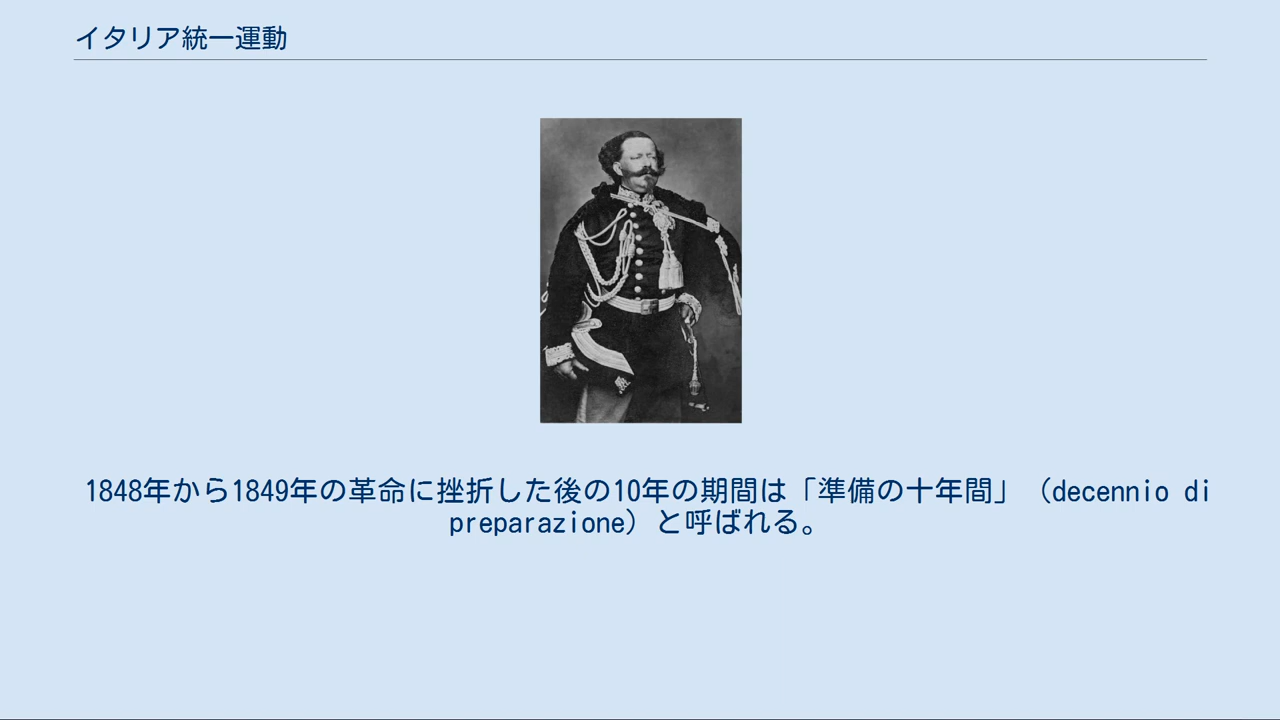 イタリア統一運動
1848年から1849年の革命に挫折した後の10年の期間は「準備の十年間」（decennio di
preparazione）と呼ばれる。